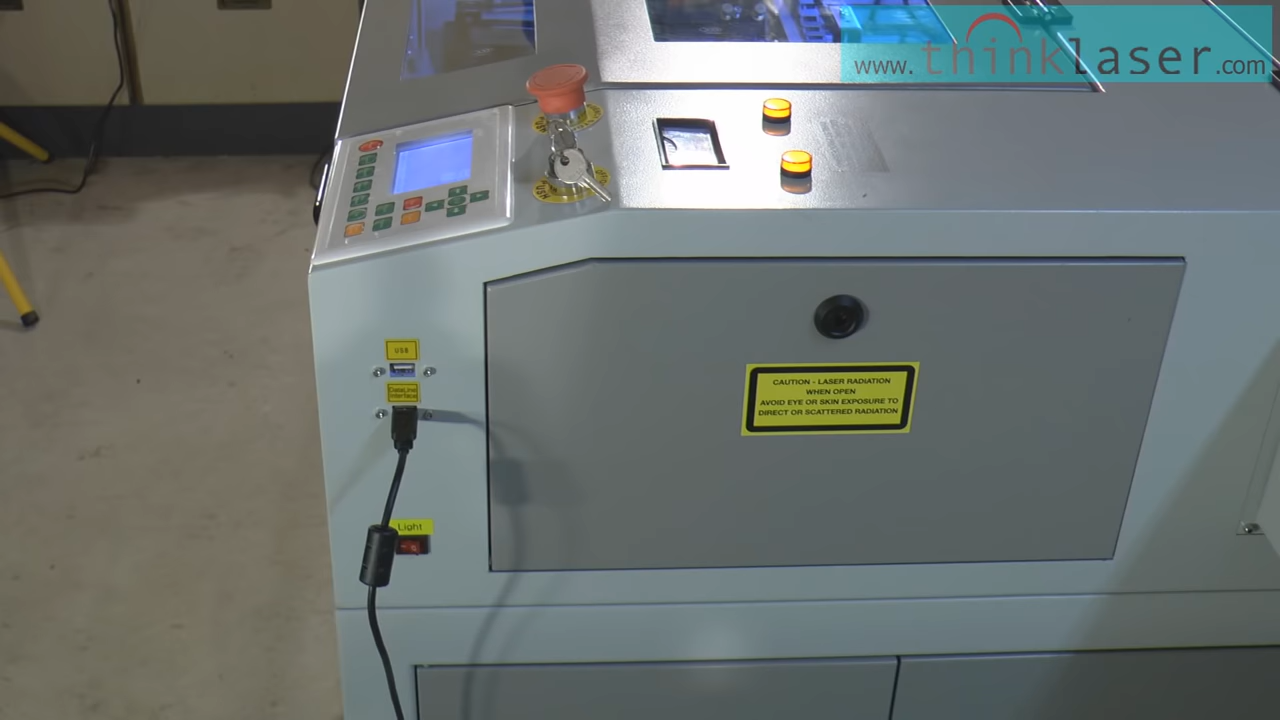 www.thinklaser.com
USB
DataLine
Interface
CAUTION - LASER RADIATION
WHEN OPEN
AVOID EYE OR SKIN EXPOSURE TO
DIRECT OR SCATTERED RADIATION
Light